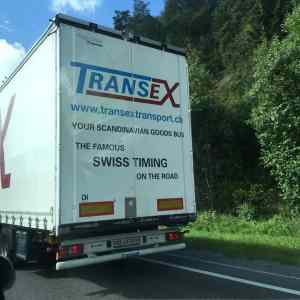 TRANSEX
www.transextransport.ch
YOUR SCANDINAVIAN GOODS BUS
THE FAMOUS
SWISS TIMING
ON THE ROAD